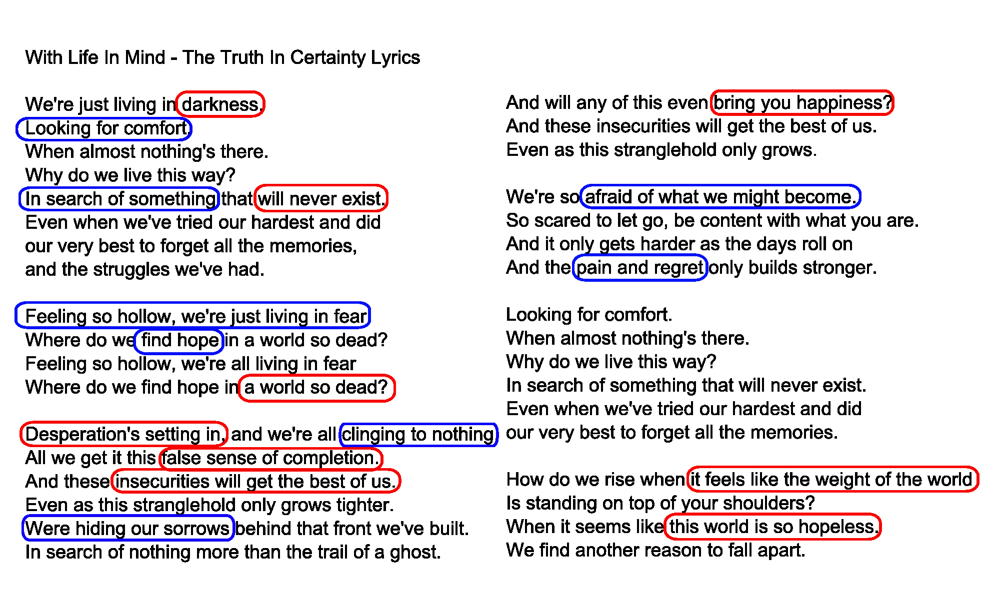 With Life In Mind - The Truth In Certainty Lyrics
We're just living in darkness.
Looking for comfort.
When almost nothing's there.
Why do we live this way?
In search of something that will never exist.
Even when we've tried our hardest and did
our very best to forget all the memories,
and the struggles we've had.
Feeling so hollow, we're just living in fear
Where do we find hope in a world so dead?
Feeling so hollow, we're all living in fear
Where do we find hope in a world so dead?
Desperation's setting in, and we're all clinging to nothing
All we get it this false sense of completion.
And these insecurities will get the best of us.
Even as this stranglehold only grows tighter.
Were hiding our sorrows behind that front we've built.
In search of nothing more than the trail of a ghost.
And will any of this even bring you happiness?
And these insecurities will get the best of us.
Even as this stranglehold only grows.
We're so afraid of what we might become.
So scared to let go, be content with what you are.
And it only gets harder as the days roll on
And the pain and regret only builds stronger.
Looking for comfort.
When almost nothing's there.
Why do we live this way?
In search of something that will never exist.
Even when we've tried our hardest and did
our very best to forget all the memories.
How do we rise when it feels like the weight of the world
Is standing on top of your shoulders?
When it seems like this world is so hopeless.
We find another reason to fall apart.